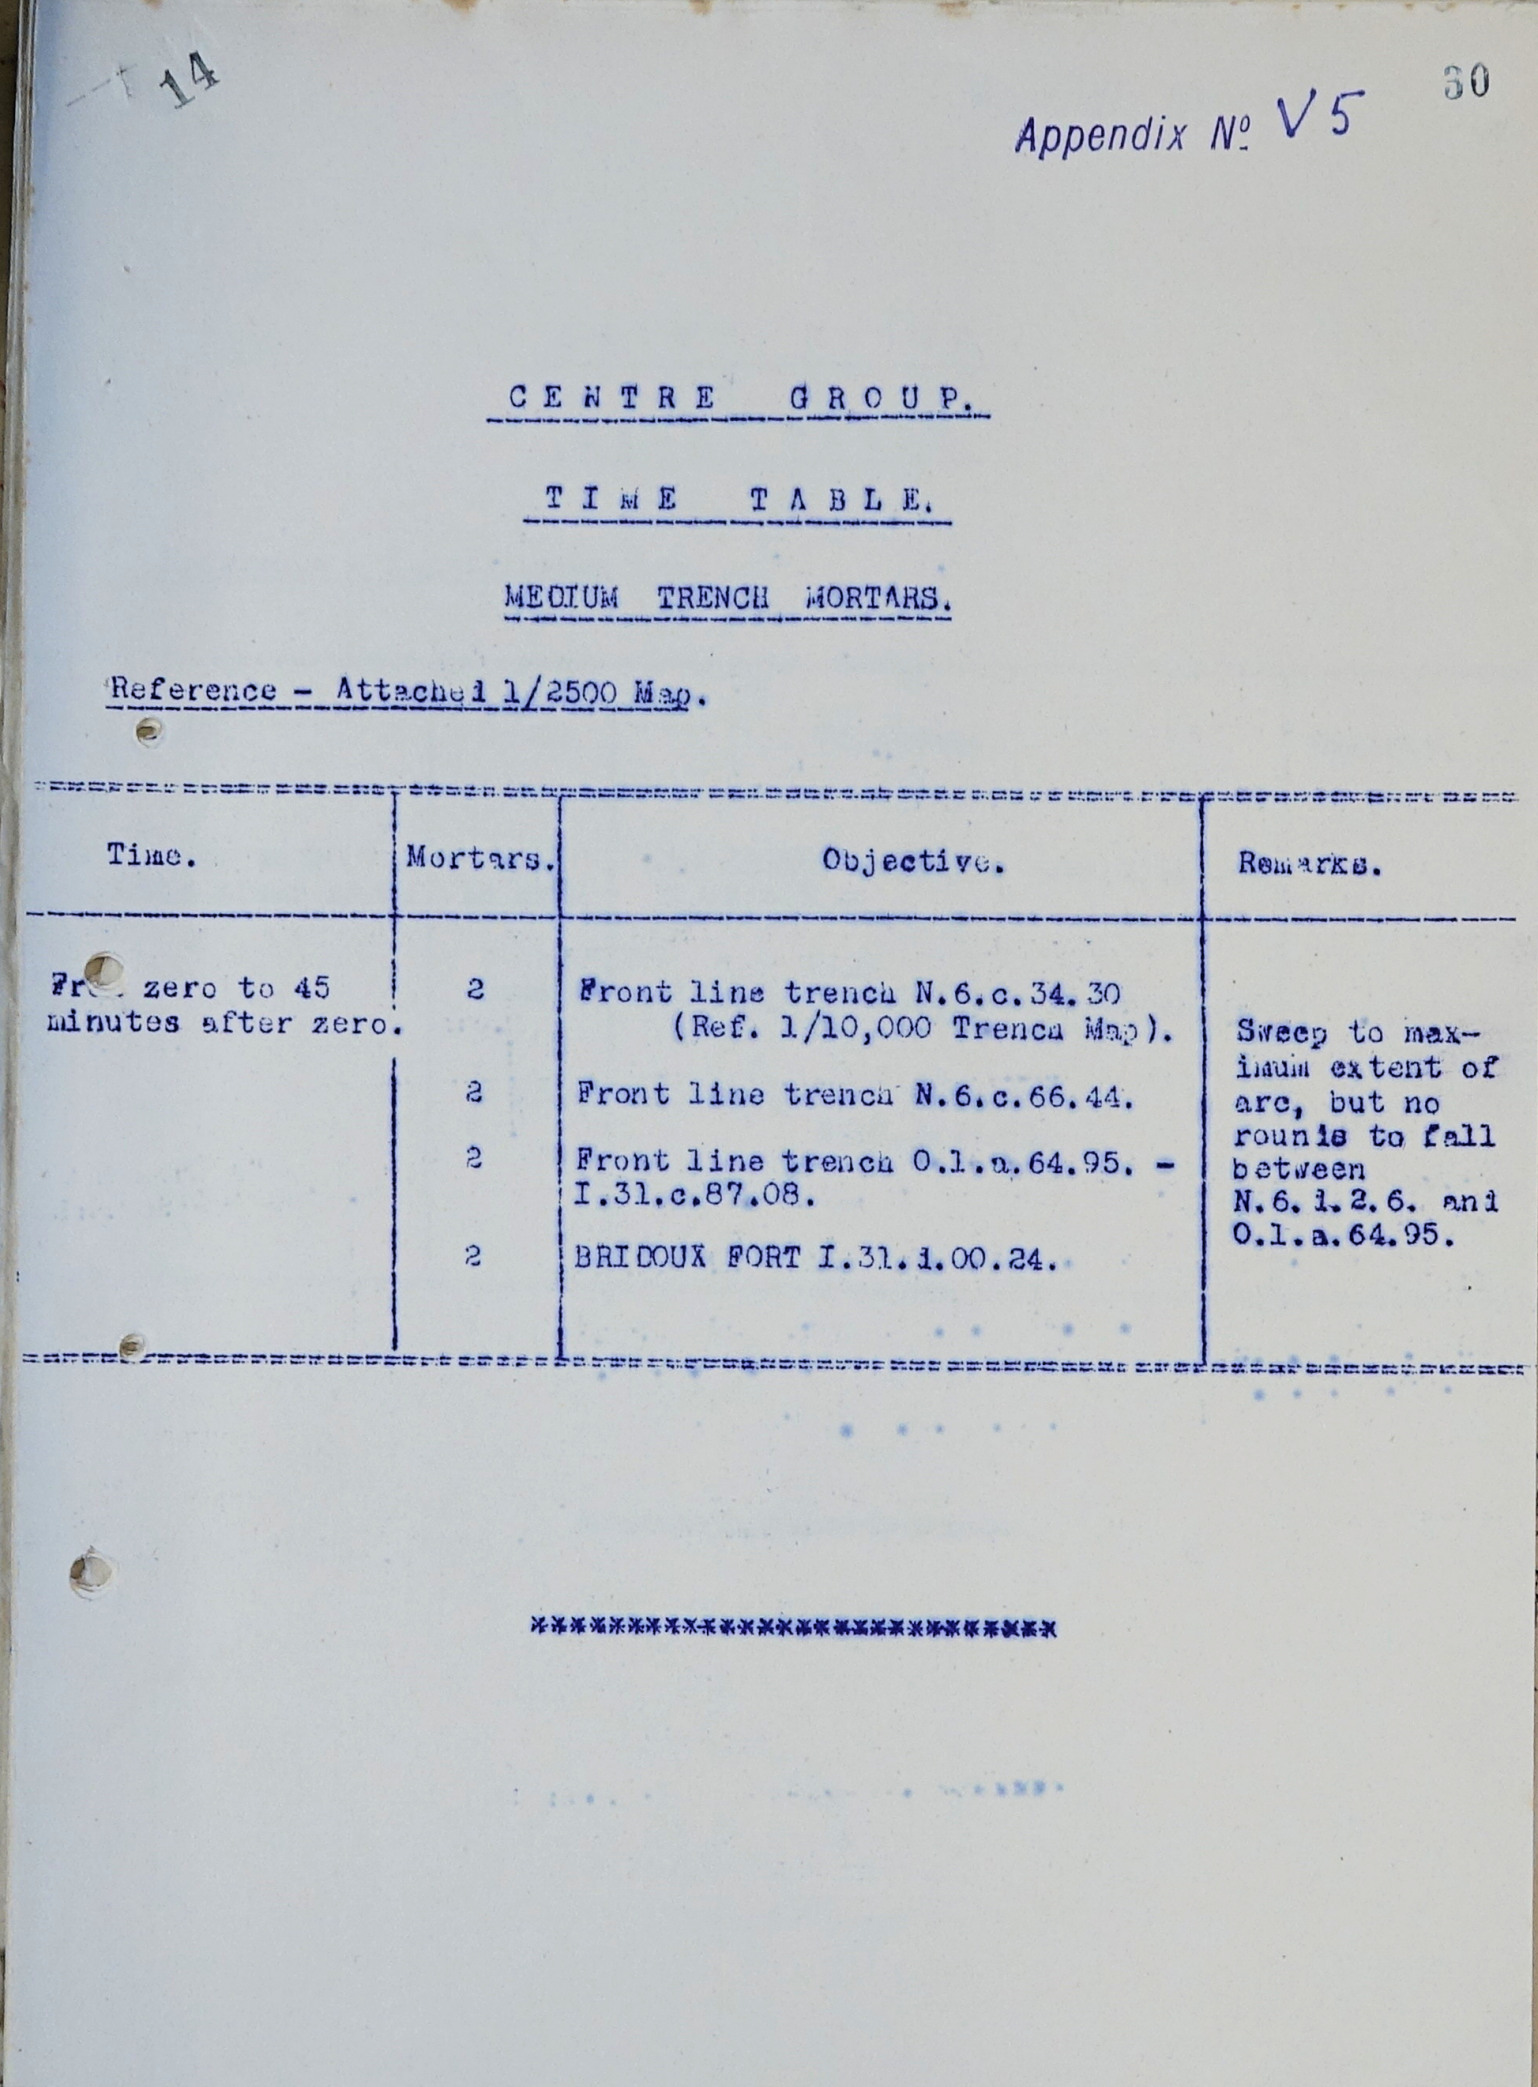 14
30
Appendix Nº V5
CENTRE GROUP.
TIME TABLE.
MEDIUM TRENCH MORTARS.
Reference - Attached 1/2500 Map.
Time. Mortars. Objective. Remarks.
zero to 45 2 Front line trench N.6.c.34.30
minutes after zero. (Ref. 1/10,000 Trench Map).
2 Front line trench N.6.c.66.44.
2 Front line trench O.1.a.64.95. -
I.31.c.87.08.
2 BRIDOUX FORT I.31.d.00.24.
Sweep to max-
imum extent of
arc, but no
rounds to fall
between
N.6.d.2.6. and
O.1.a.64.95.
****************************